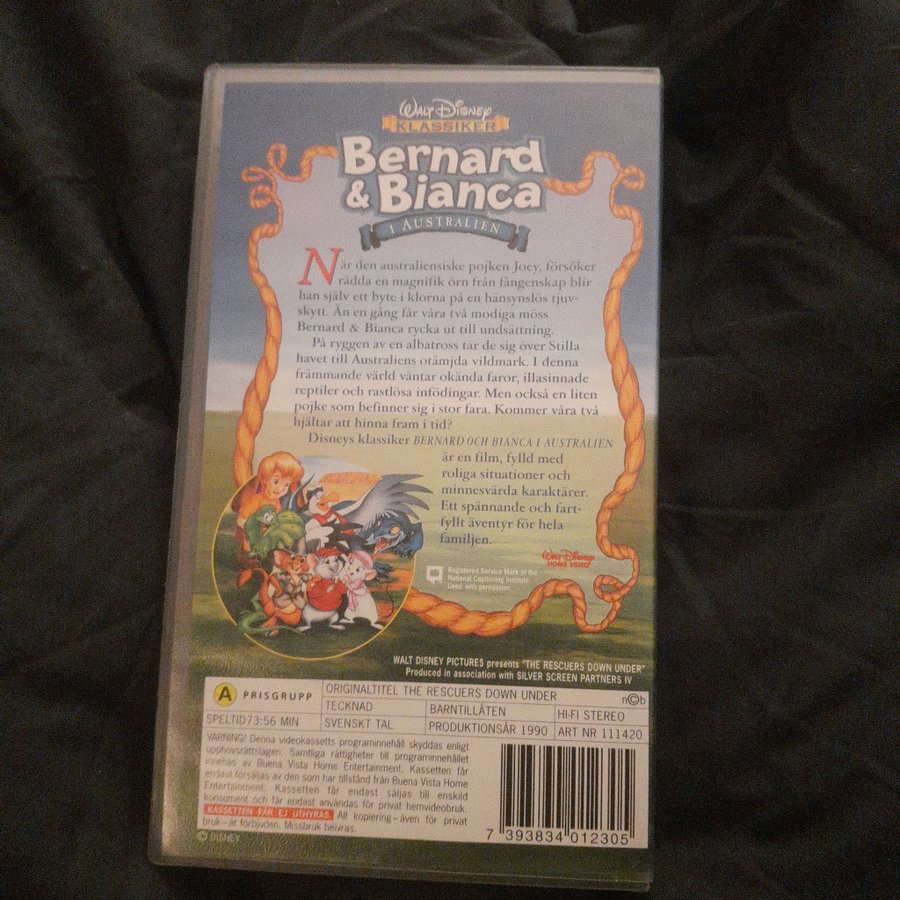 WALT DISNEY
KLASSIKER
Bernard
& Bianca
I AUSTRALIEN
När den australiensiske pojken Joey, försöker
rädda en magnifik örn från fångenskap blir
han själv ett byte i klorna på en hänsynslös tjuv-
skytt. Än en gång får våra två modiga möss
Bernard & Bianca rycka ut till undsättning.
På ryggen av en albatross tar de sig över Stilla
havet till Australiens otämjda vildmark. I denna
främmande värld väntar okända faror, illasinnade
reptiler och rastlösa infödingar. Men också en liten
pojke som befinner sig i stor fara. Kommer våra två
hjältar att hinna fram i tid?
Disneys klassiker BERNARD OCH BIANCA I AUSTRALIEN
är en film, fylld med
roliga situationer och
minnesvärda karaktärer.
Ett spännande och fart-
fyllt äventyr för hela
familjen.
WALT DISNEY
HOME VIDEO
Registered Service Mark of the
National Captioning Institute
Used with permission
WALT DISNEY PICTURES presents "THE RESCUERS DOWN UNDER"
Produced in association with SILVER SCREEN PARTNERS IV
A PRISGRUPP ORIGINALTITEL THE RESCUERS DOWN UNDER n©b
TECKNAD BARNTILLÅTEN HI-FI STEREO
SPELTID73:56 MIN SVENSKT TAL PRODUKTIONSÅR 1990 ART NR 111420
VARNING! Denna videokassetts programinnehåll skyddas enligt
upphovsrättslagen. Samtliga rättigheter till programinnehållet
innehas av Buena Vista Home Entertainment. Kassetten får
endast försäljas av den som har tillstånd från Buena Vista Home
Entertainment. Kassetten får endast säljas till enskild
konsument och får endast användas för privat hemvideobruk.
KASSETTEN FÅR EJ UTHYRAS. All kopiering – även för privat
bruk – är förbjuden. Missbruk beivras.
© DISNEY
7 393834 012305